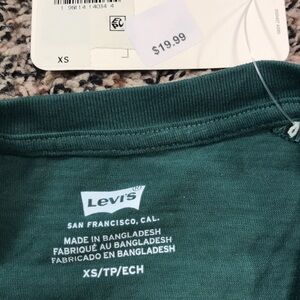 XS
$19.99
Levi's
SAN FRANCISCO, CAL.
MADE IN BANGLADESH
FABRIQUÉ AU BANGLADESH
FABRICADO EN BANGLADESH
XS/TP/ECH